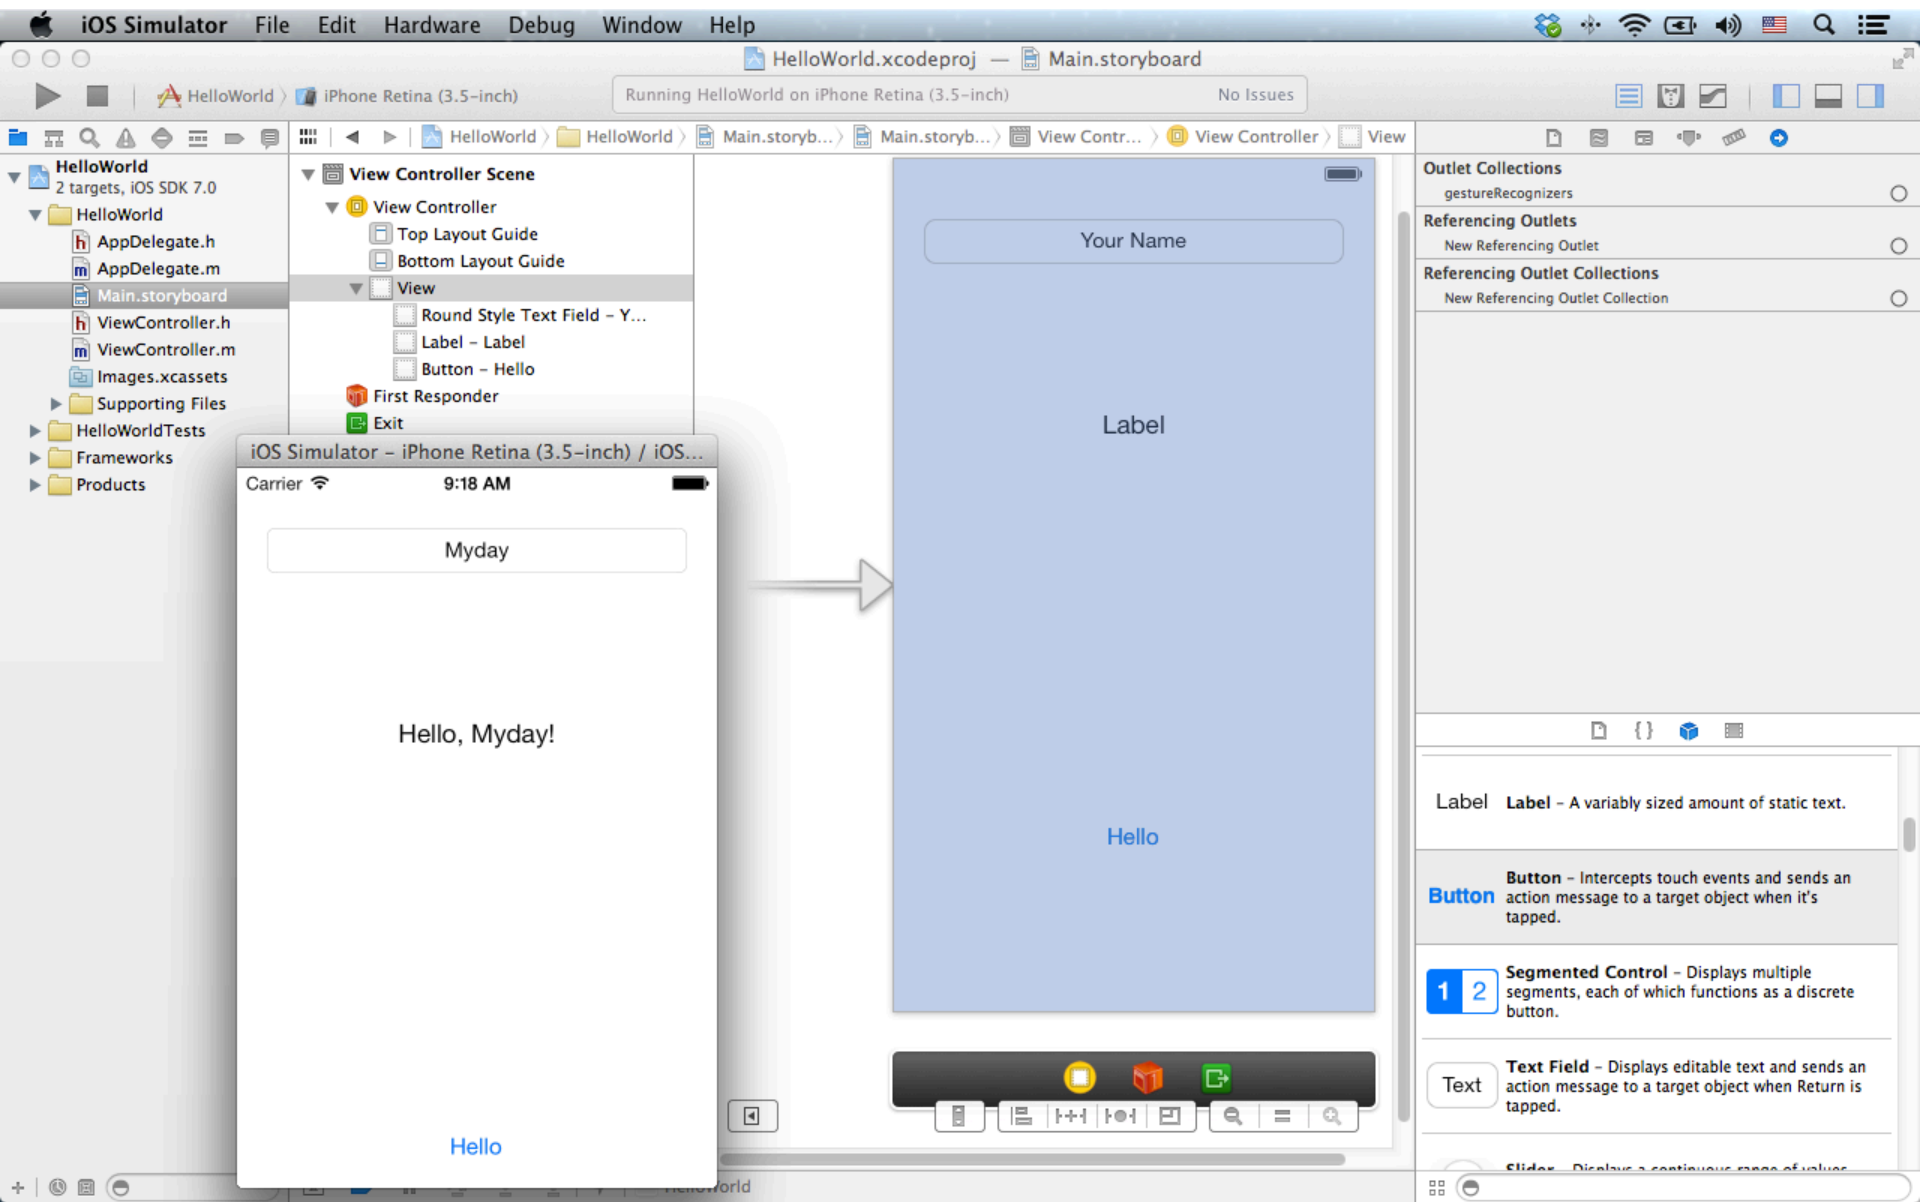 iOS Simulator File Edit Hardware Debug Window Help
HelloWorld.xcodeproj — Main.storyboard
HelloWorld iPhone Retina (3.5-inch)
Running HelloWorld on iPhone Retina (3.5-inch) No Issues
HelloWorld HelloWorld Main.storyb... Main.storyb... View Contr... View Controller View
HelloWorld
2 targets, iOS SDK 7.0
HelloWorld
AppDelegate.h
AppDelegate.m
Main.storyboard
ViewController.h
ViewController.m
Images.xcassets
Supporting Files
HelloWorldTests
Frameworks
Products
View Controller Scene
View Controller
Top Layout Guide
Bottom Layout Guide
View
Round Style Text Field – Y...
Label – Label
Button – Hello
First Responder
Exit
iOS Simulator – iPhone Retina (3.5-inch) / iOS...
Carrier 9:18 AM
Myday
Hello, Myday!
Hello
Your Name
Label
Hello
Outlet Collections
gestureRecognizers
Referencing Outlets
New Referencing Outlet
Referencing Outlet Collections
New Referencing Outlet Collection
Label Label – A variably sized amount of static text.
Button
Button – Intercepts touch events and sends an
action message to a target object when it's
tapped.
1 2
Segmented Control – Displays multiple
segments, each of which functions as a discrete
button.
Text
Text Field – Displays editable text and sends an
action message to a target object when Return is
tapped.
Slider – Displays a continuous range of values
HelloWorld